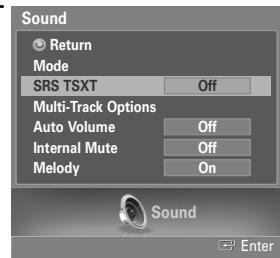 Sound
Return
Mode
SRS TSXT Off
Multi-Track Options
Auto Volume Off
Internal Mute Off
Melody On
Sound
Enter